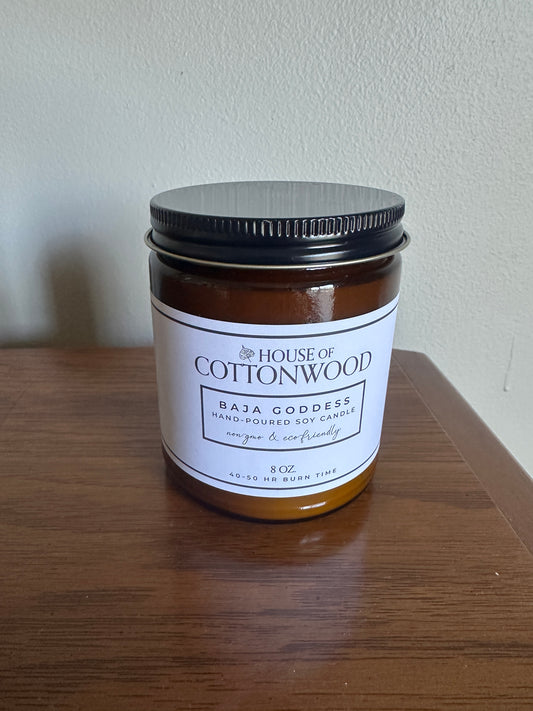 HOUSE OF
COTTONWOOD
BAJA GODDESS
HAND-POURED SOY CANDLE
non-gmo & eco-friendly
8 OZ.
40-50 HR BURN TIME